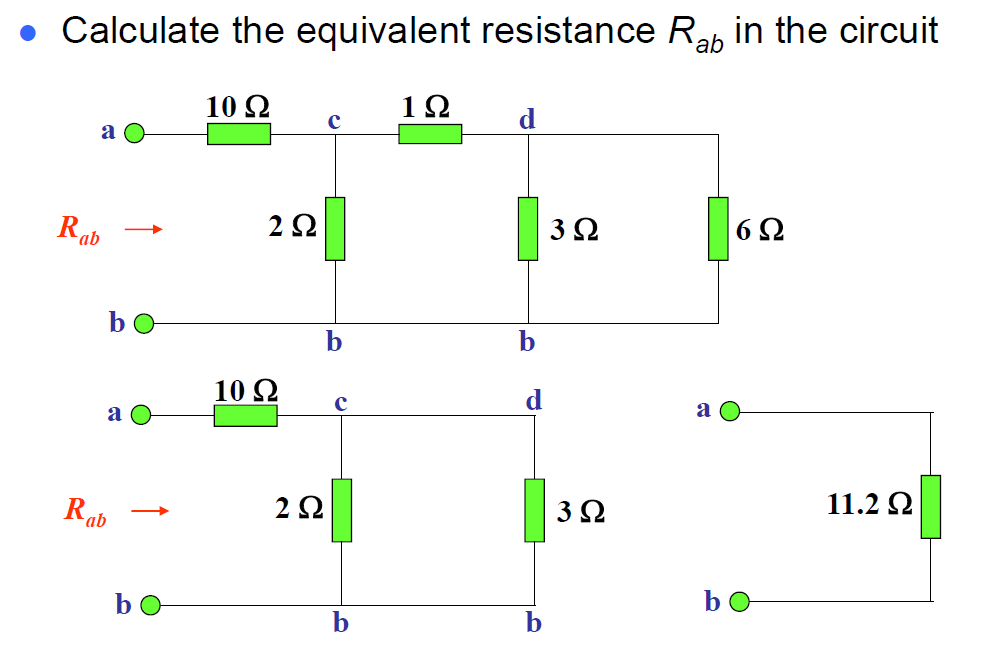 Calculate the equivalent resistance Rab in the circuit
10 Ω
1 Ω
a
c
d
Rab
2 Ω
3 Ω
6 Ω
b
b
b
10 Ω
a
c
d
a
Rab
2 Ω
3 Ω
11.2 Ω
b
b
b
b